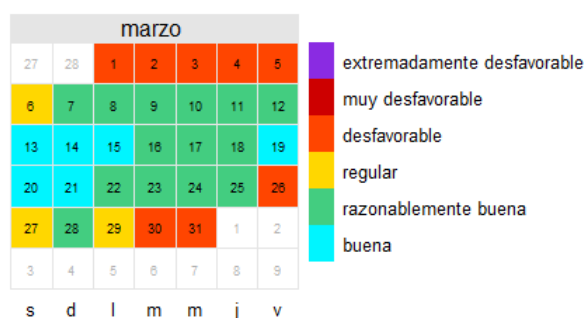 marzo
27 28 1 2 3 4 5
6 7 8 9 10 11 12
13 14 15 16 17 18 19
20 21 22 23 24 25 26
27 28 29 30 31 1 2
3 4 5 6 7 8 9
s d l m m j v
extremadamente desfavorable
muy desfavorable
desfavorable
regular
razonablemente buena
buena